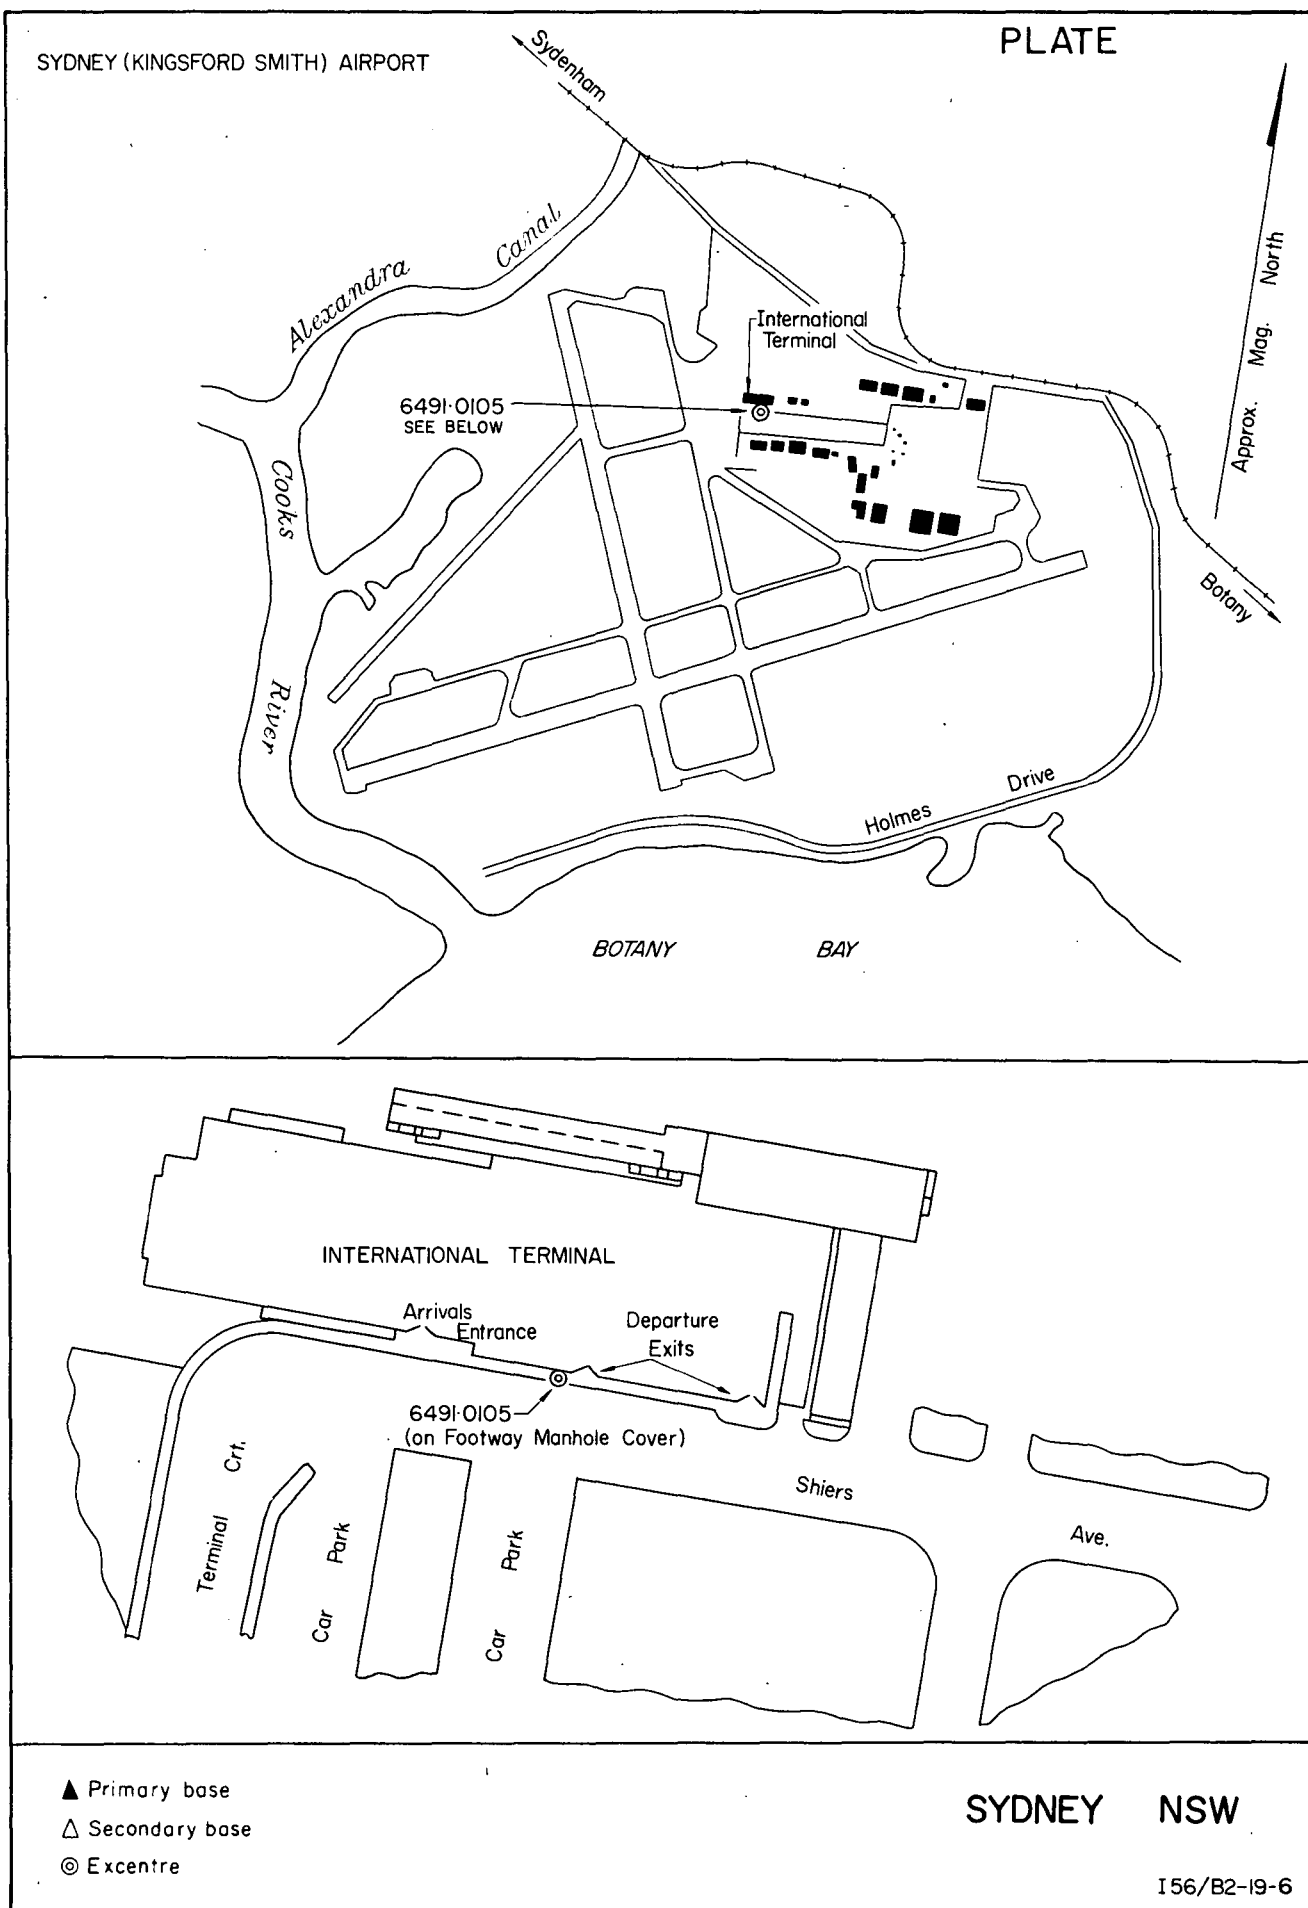 PLATE
SYDNEY (KINGSFORD SMITH) AIRPORT
Sydenham
Alexandra Canal
Approx. Mag. North
International
Terminal
6491·0105
SEE BELOW
Cooks River
Botany
Holmes Drive
BOTANY BAY
INTERNATIONAL TERMINAL
Arrivals
Entrance
Departure
Exits
6491·0105
(on Footway Manhole Cover)
Terminal Crt.
Car Park
Car Park
Shiers Ave.
Primary base
Secondary base
Excentre
SYDNEY NSW
I56/B2-19-6